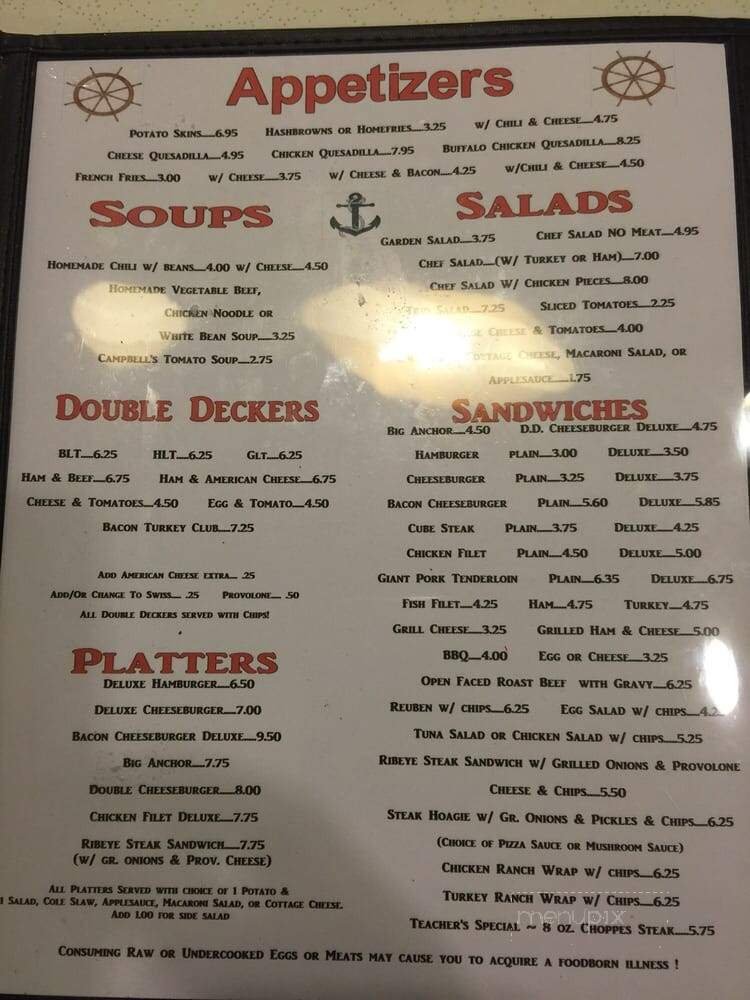 Appetizers
Potato Skins.....6.95 Hashbrowns or Homefries....3.25 w/ Chili & Cheese....4.75
Cheese Quesadilla....4.95 Chicken Quesadilla....7.95 Buffalo Chicken Quesadilla....8.25
French Fries....3.00 w/ Cheese....3.75 w/ Cheese & Bacon....4.25 w/Chili & Cheese....4.50
Soups
Homemade Chili w/ beans....4.00 w/ Cheese....4.50
Homemade Vegetable Beef,
Chicken Noodle or
White Bean Soup....3.25
Campbell's Tomato Soup....2.75
Salads
Garden Salad....3.75 Chef Salad NO Meat....4.95
Chef Salad....(W/ Turkey or Ham)....7.00
Chef Salad W/ Chicken Pieces....8.00
Salad....7.25 Sliced Tomatoes....2.25
Cheese & Tomatoes....4.00
Cottage Cheese, Macaroni Salad, or
Applesauce....1.75
Double Deckers
BLT....6.25 HLT....6.25 GLT....6.25
Ham & Beef....6.75 Ham & American Cheese....6.75
Cheese & Tomatoes....4.50 Egg & Tomato....4.50
Bacon Turkey Club....7.25
Add American Cheese extra.... .25
Add/Or Change To Swiss.... .25 Provolone.... .50
All Double Deckers served with Chips!
Platters
Deluxe Hamburger....6.50
Deluxe Cheeseburger....7.00
Bacon Cheeseburger Deluxe....9.50
Big Anchor....7.75
Double Cheeseburger....8.00
Chicken Filet Deluxe....7.75
Ribeye Steak Sandwich....7.75
(w/ gr. onions & Prov. Cheese)
All Platters Served with choice of 1 Potato &
1 Salad, Cole Slaw, Applesauce, Macaroni Salad, or Cottage Cheese.
Add 1.00 for side salad
Sandwiches
Big Anchor....4.50 D.D. Cheeseburger Deluxe....4.75
Hamburger plain....3.00 Deluxe....3.50
Cheeseburger Plain....3.25 Deluxe....3.75
Bacon Cheeseburger Plain....5.60 Deluxe....5.85
Cube Steak Plain....3.75 Deluxe....4.25
Chicken Filet Plain....4.50 Deluxe....5.00
Giant Pork Tenderloin Plain....6.35 Deluxe....6.75
Fish Filet....4.25 Ham....4.75 Turkey....4.75
Grill Cheese....3.25 Grilled Ham & Cheese....5.00
BBQ....4.00 Egg or Cheese....3.25
Open Faced Roast Beef with Gravy....6.25
Reuben w/ chips....6.25 Egg Salad w/ chips....
Tuna Salad or Chicken Salad w/ chips....5.25
Ribeye Steak Sandwich w/ Grilled Onions & Provolone
Cheese & Chips....5.50
Steak Hoagie w/ Gr. Onions & Pickles & Chips....6.25
(Choice of Pizza Sauce or Mushroom Sauce)
Chicken Ranch Wrap w/ chips....6.25
Turkey Ranch Wrap w/ Chips....6.25
menupix
Teacher's Special ~ 8 oz. Choppes Steak....5.75
Consuming Raw or Undercooked Eggs or Meats may cause you to acquire a foodborn illness !